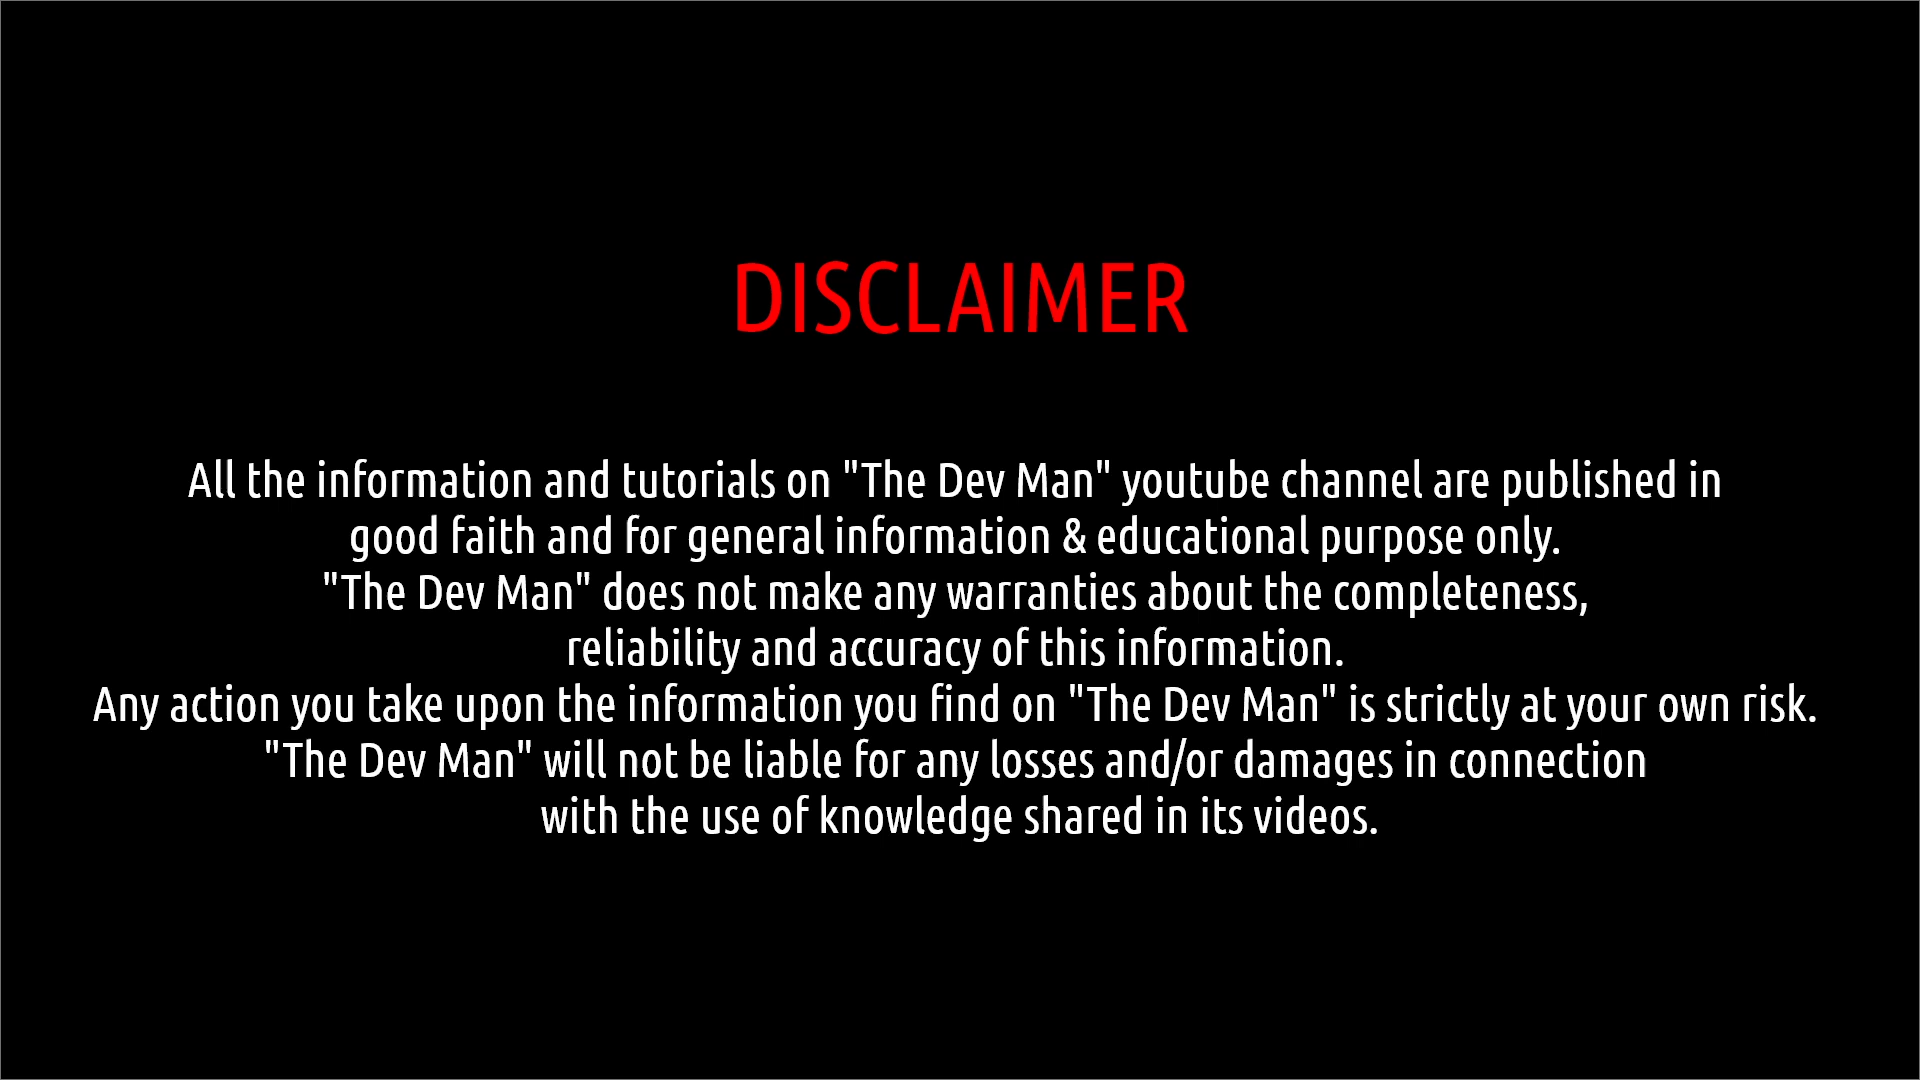 DISCLAIMER
All the information and tutorials on "The Dev Man" youtube channel are published in
good faith and for general information & educational purpose only.
"The Dev Man" does not make any warranties about the completeness,
reliability and accuracy of this information.
Any action you take upon the information you find on "The Dev Man" is strictly at your own risk.
"The Dev Man" will not be liable for any losses and/or damages in connection
with the use of knowledge shared in its videos.